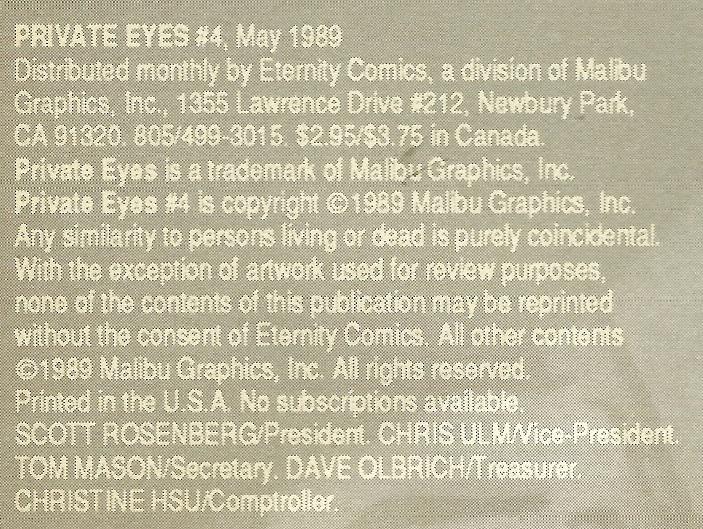 PRIVATE EYES #4, May 1989
Distributed monthly by Eternity Comics, a division of Malibu
Graphics, Inc., 1355 Lawrence Drive #212, Newbury Park,
CA 91320. 805/499-3015. $2.95/$3.75 in Canada.
Private Eyes is a trademark of Malibu Graphics, Inc.
Private Eyes #4 is copyright ©1989 Malibu Graphics, Inc.
Any similarity to persons living or dead is purely coincidental.
With the exception of artwork used for review purposes,
none of the contents of this publication may be reprinted
without the consent of Eternity Comics. All other contents
©1989 Malibu Graphics, Inc. All rights reserved.
Printed in the U.S.A. No subscriptions available.
SCOTT ROSENBERG/President. CHRIS ULM/Vice-President.
TOM MASON/Secretary. DAVE OLBRICH/Treasurer.
CHRISTINE HSU/Comptroller.